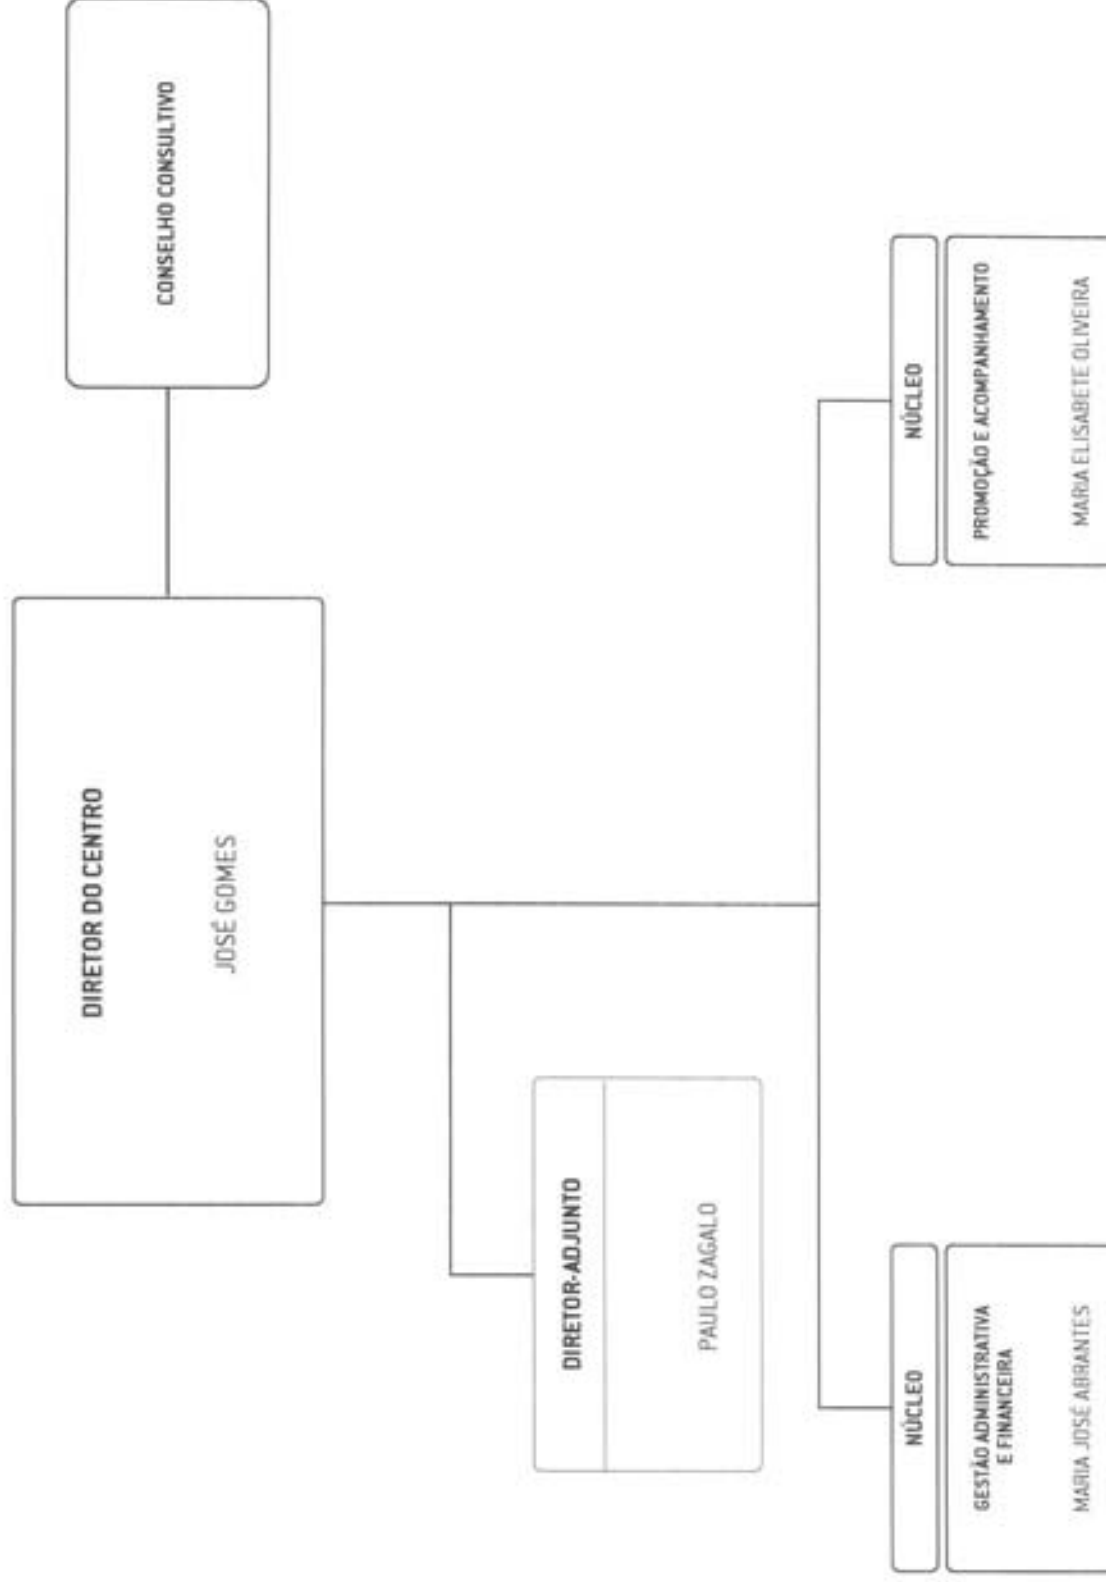 DIRETOR DO CENTRO
JOSÉ GOMES
CONSELHO CONSULTIVO
DIRETOR-ADJUNTO
PAULO ZAGALO
NÚCLEO
GESTÃO ADMINISTRATIVA
E FINANCEIRA
MARIA JOSÉ ABRANTES
NÚCLEO
PROMOÇÃO E ACOMPANHAMENTO
MARIA ELISABETE OLIVEIRA